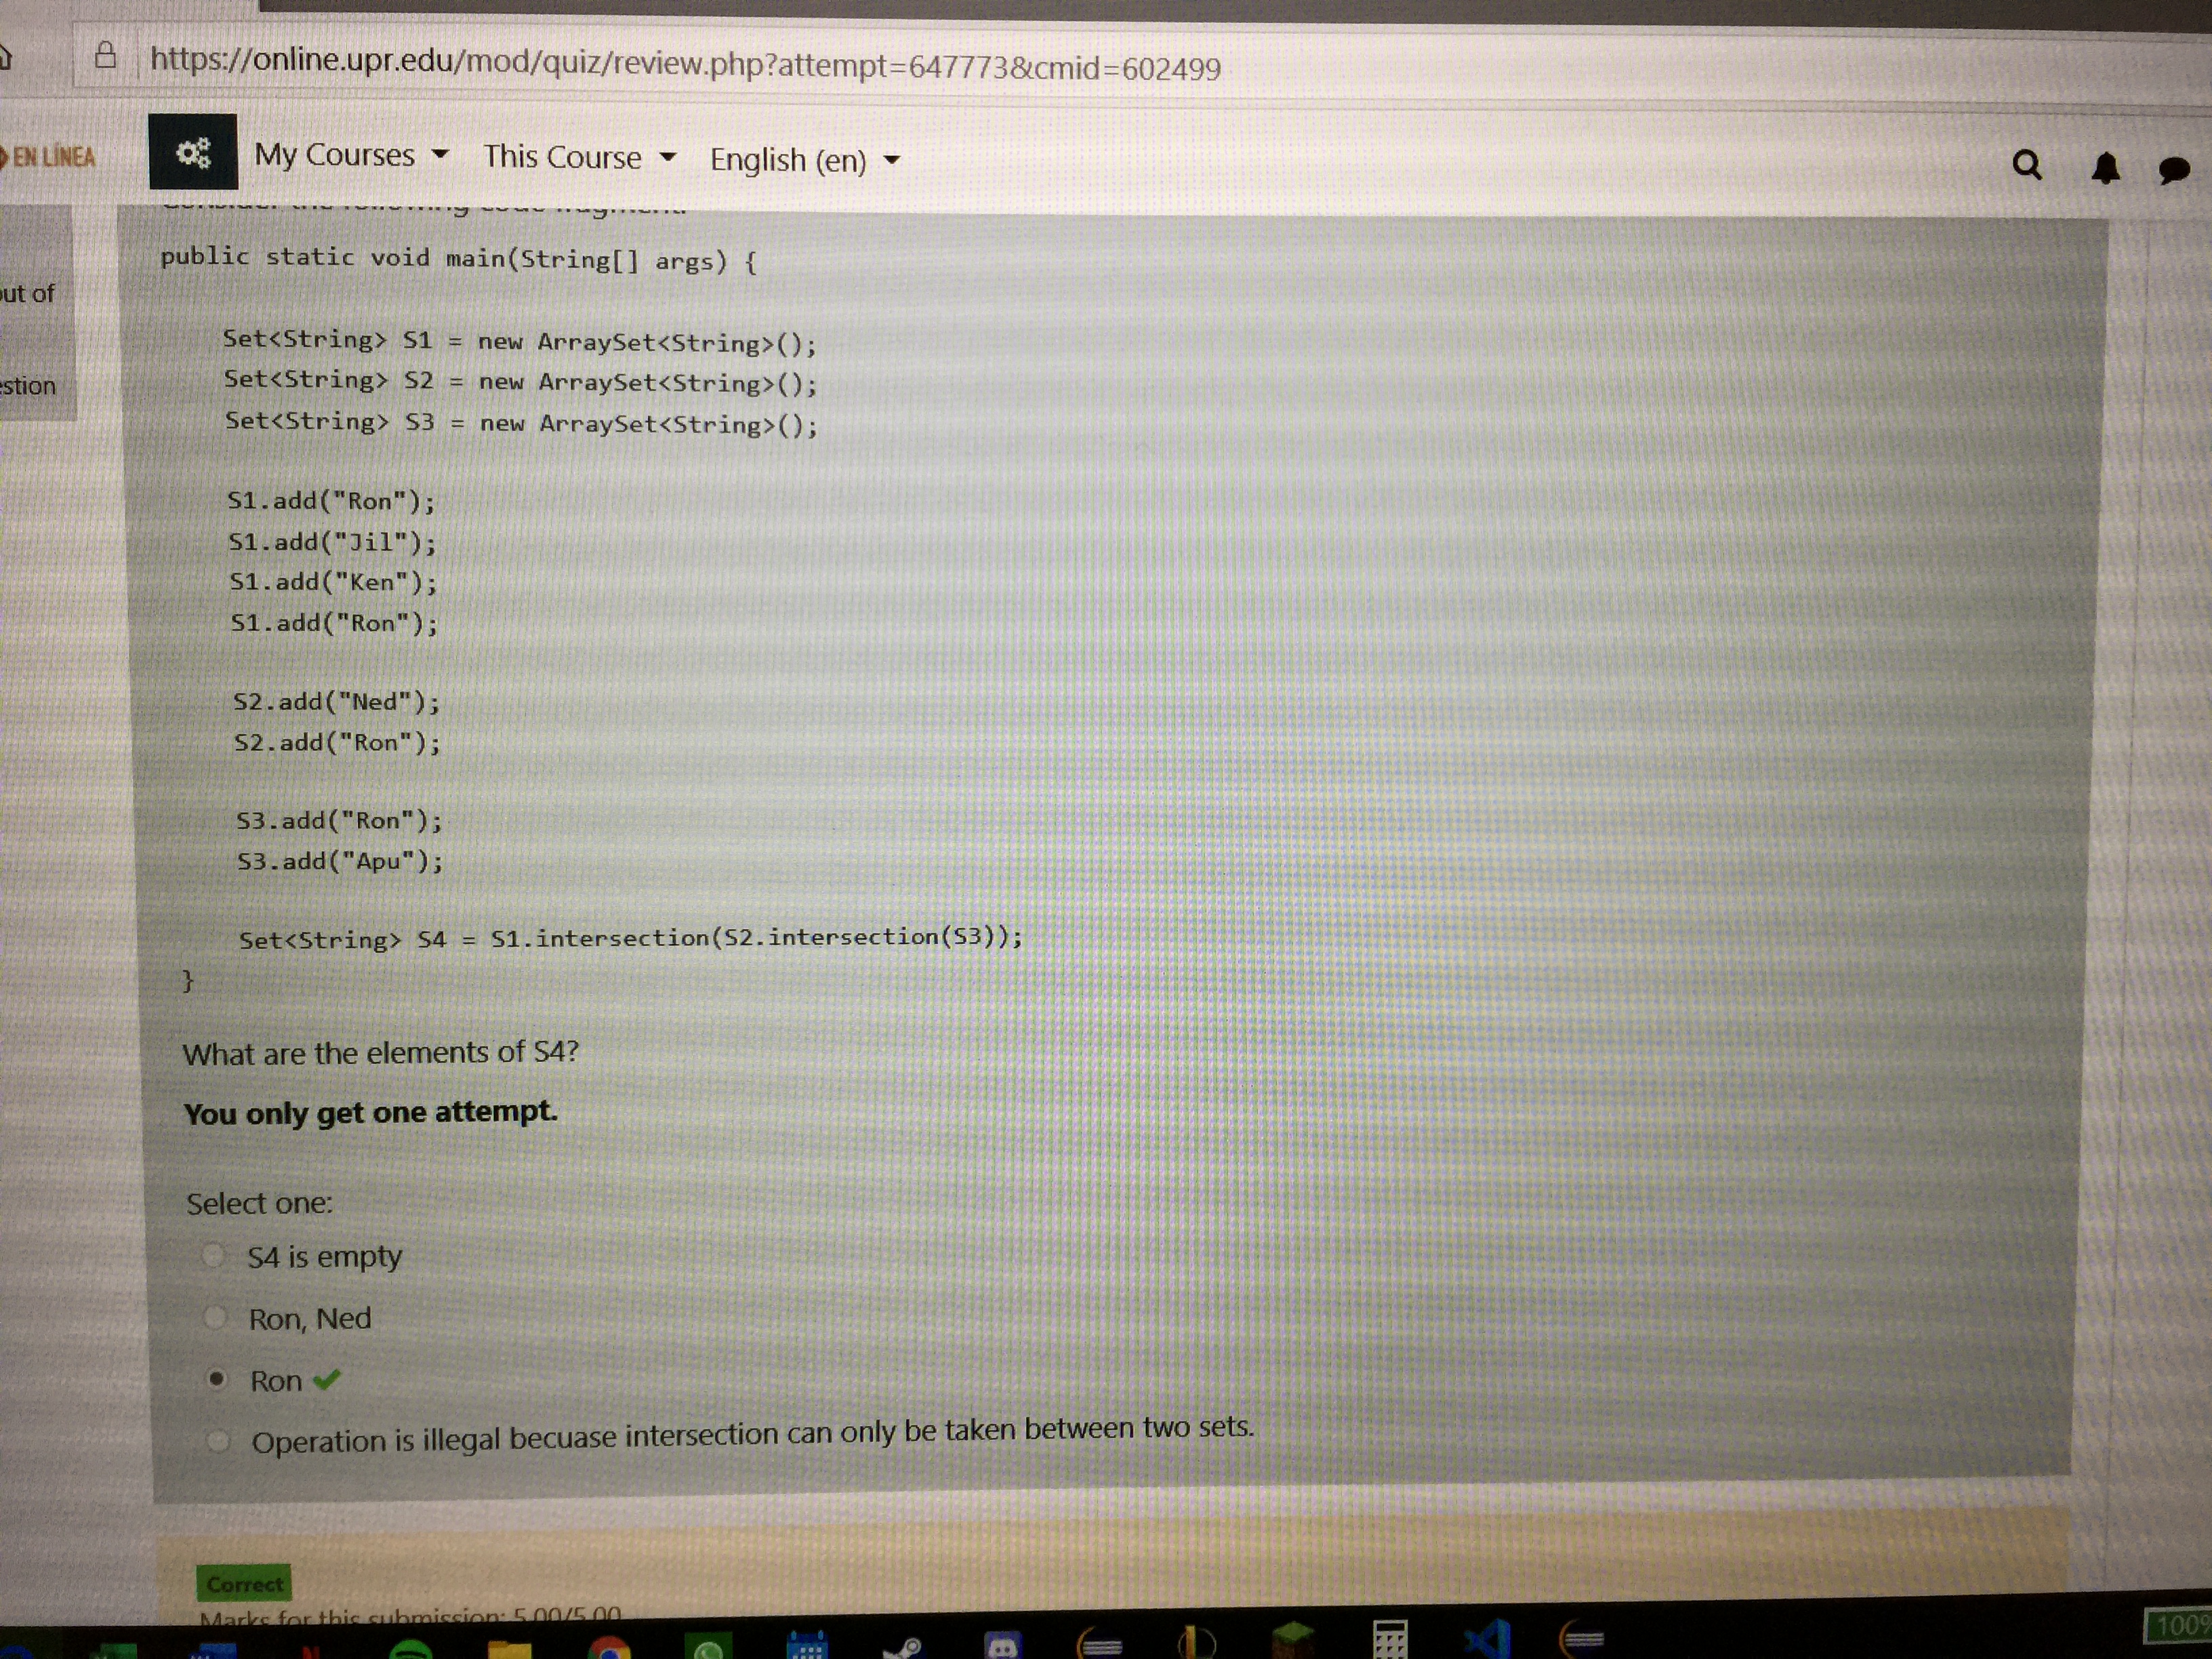 https://online.upr.edu/mod/quiz/review.php?attempt=647773&cmid=602499
EN LÍNEA
My Courses
This Course
English (en)
Consider the following code fragment:
public static void main(String[] args) {
out of
Set<String> S1 = new ArraySet<String>();
Set<String> S2 = new ArraySet<String>();
estion
Set<String> S3 = new ArraySet<String>();
S1.add("Ron");
S1.add("Jil");
S1.add("Ken");
S1.add("Ron");
S2.add("Ned");
S2.add("Ron");
S3.add("Ron");
S3.add("Apu");
Set<String> S4 = S1.intersection(S2.intersection(S3));
}
What are the elements of S4?
You only get one attempt.
Select one:
S4 is empty
Ron, Ned
Ron
Operation is illegal becuase intersection can only be taken between two sets.
Correct
Marks for this submission: 5.00/5.00
100%